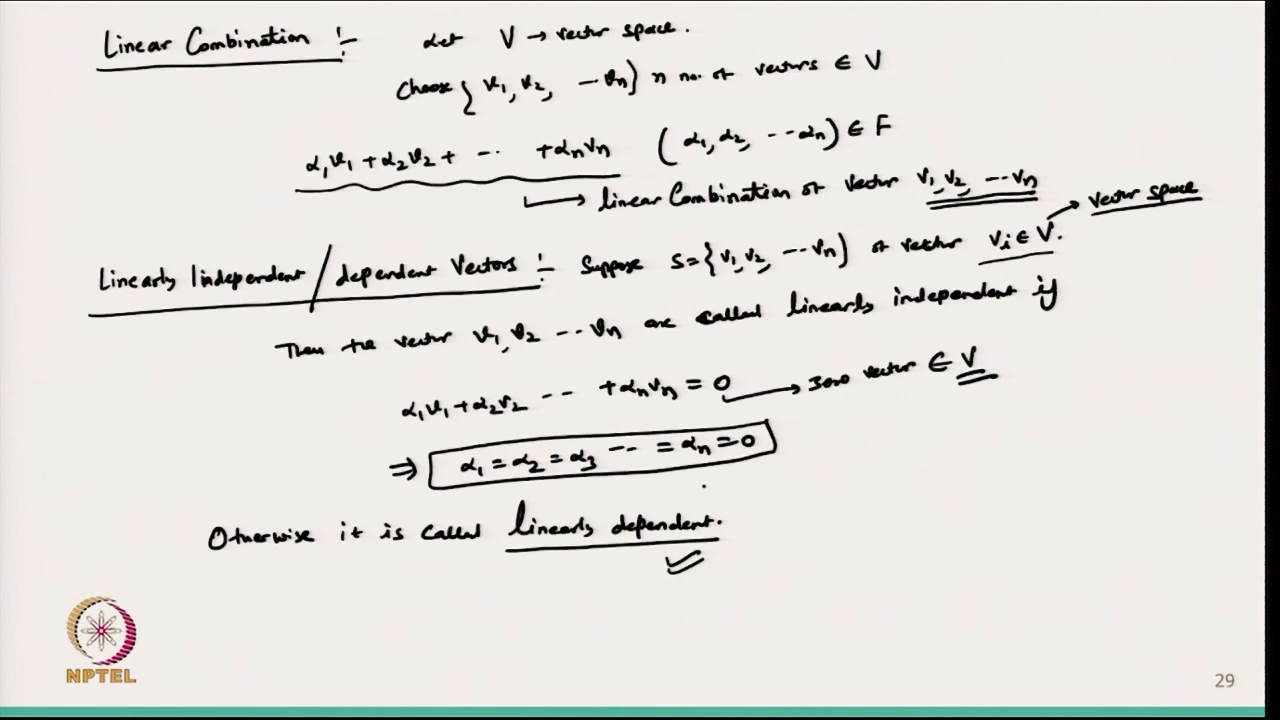 Linear Combination :- Let V → vector space.
Choose {v₁, v₂, --- vₙ} n no. of vectors ∈ V
α₁v₁ + α₂v₂ + --- + αₙvₙ (α₁, α₂, --- αₙ) ∈ F
→ linear Combination of vector v₁, v₂, --- vₙ
Linearly Independent / dependent Vectors :- Suppose S = {v₁, v₂, --- vₙ} of vector vᵢ ∈ V. → vector space
Then the vector v₁, v₂ --- vₙ are called linearly independent if
α₁v₁ + α₂v₂ --- + αₙvₙ = 0 → zero vector ∈ V
⇒ α₁ = α₂ = α₃ --- = αₙ = 0
Otherwise it is called linearly dependent.
NPTEL
29